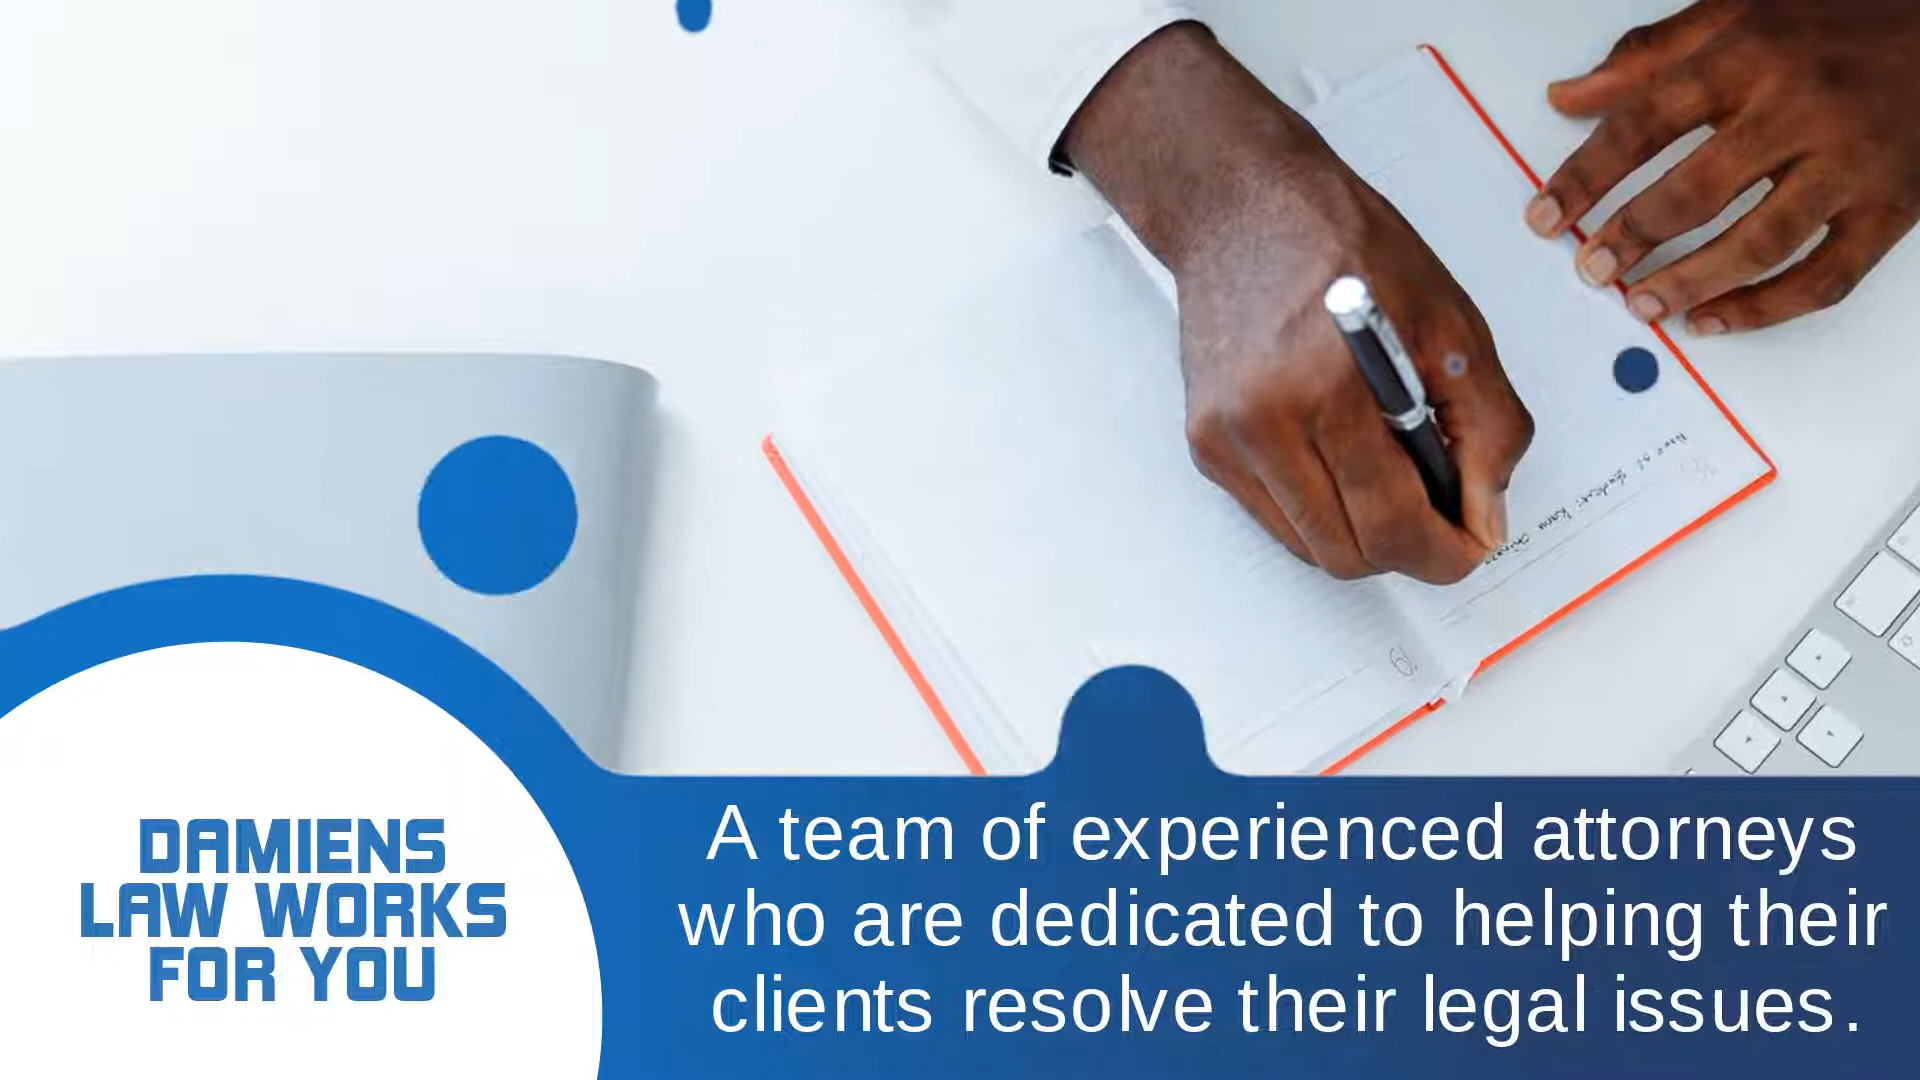 DAMIENS
LAW WORKS
FOR YOU
A team of experienced attorneys
who are dedicated to helping their
clients resolve their legal issues.